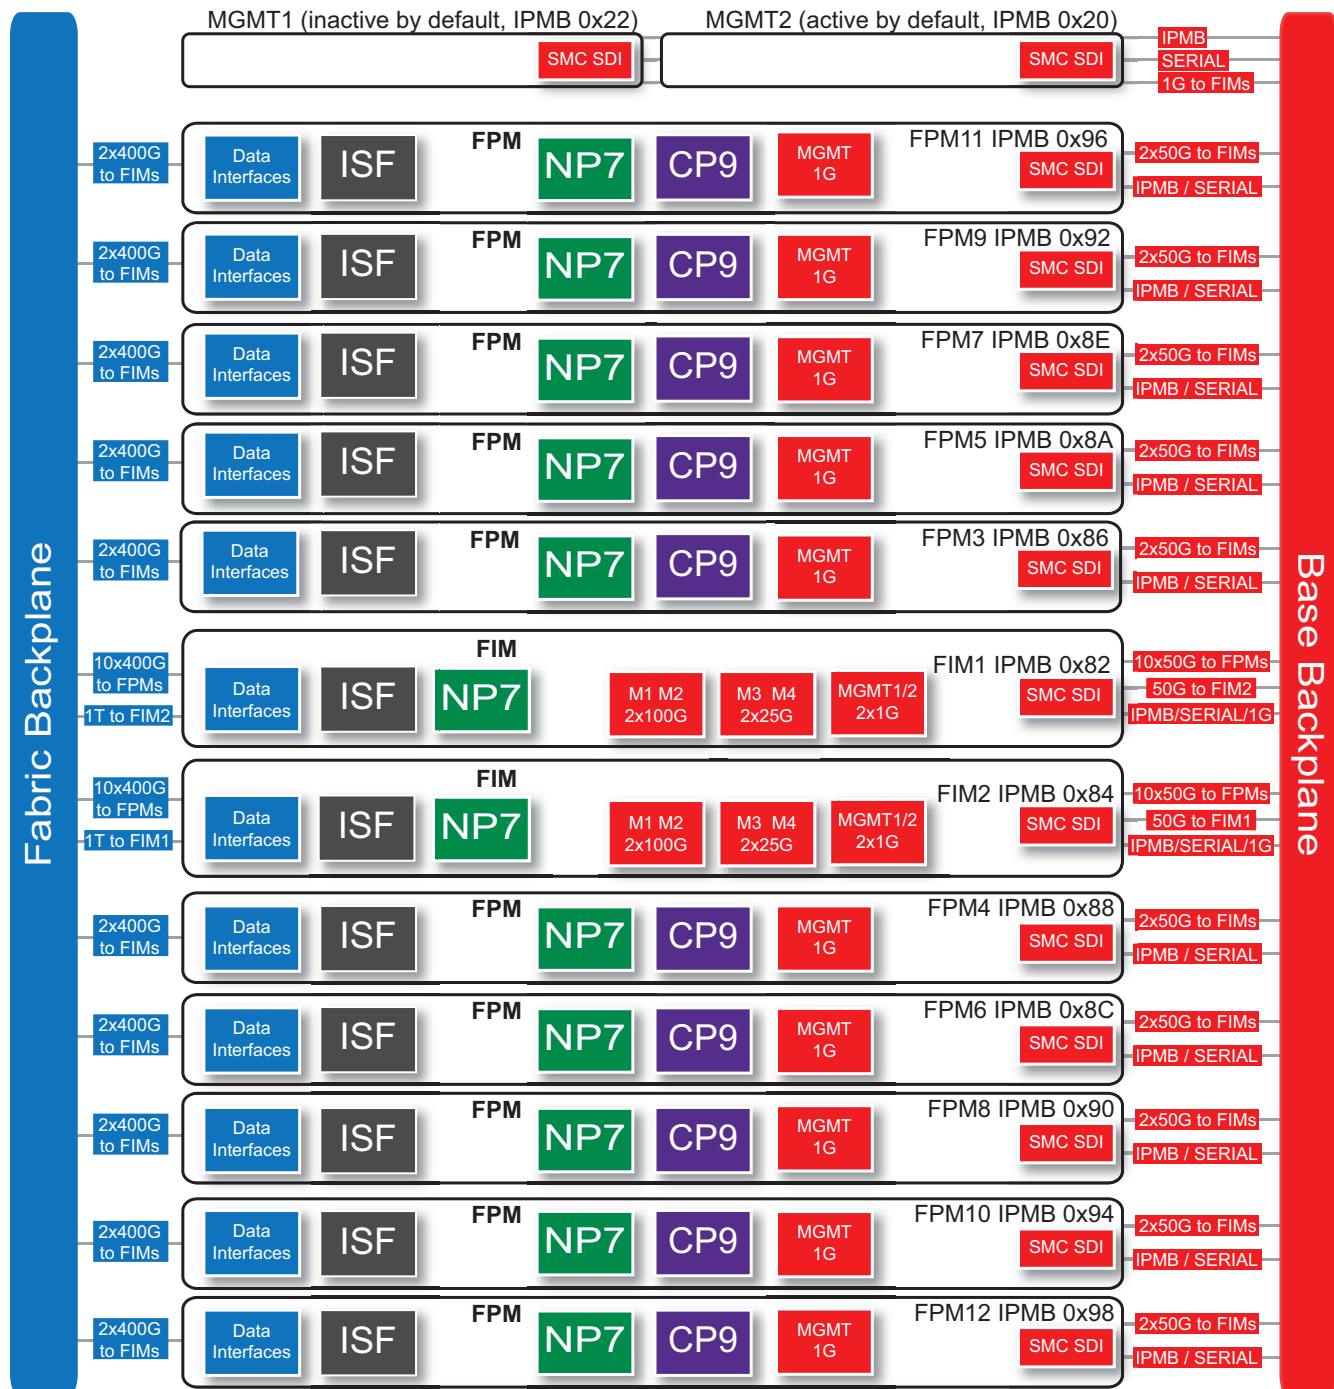 MGMT1 (inactive by default, IPMB 0x22)
MGMT2 (active by default, IPMB 0x20)
SMC SDI
SMC SDI
IPMB
SERIAL
1G to FIMs
Fabric Backplane
Base Backplane
2x400G
to FIMs
Data
Interfaces
ISF
FPM
NP7
CP9
MGMT
1G
FPM11 IPMB 0x96
SMC SDI
2x50G to FIMs
IPMB / SERIAL
2x400G
to FIMs
Data
Interfaces
ISF
FPM
NP7
CP9
MGMT
1G
FPM9 IPMB 0x92
SMC SDI
2x50G to FIMs
IPMB / SERIAL
2x400G
to FIMs
Data
Interfaces
ISF
FPM
NP7
CP9
MGMT
1G
FPM7 IPMB 0x8E
SMC SDI
2x50G to FIMs
IPMB / SERIAL
2x400G
to FIMs
Data
Interfaces
ISF
FPM
NP7
CP9
MGMT
1G
FPM5 IPMB 0x8A
SMC SDI
2x50G to FIMs
IPMB / SERIAL
2x400G
to FIMs
Data
Interfaces
ISF
FPM
NP7
CP9
MGMT
1G
FPM3 IPMB 0x86
SMC SDI
2x50G to FIMs
IPMB / SERIAL
10x400G
to FPMs
1T to FIM2
Data
Interfaces
ISF
FIM
NP7
M1 M2
2x100G
M3 M4
2x25G
MGMT1/2
2x1G
FIM1 IPMB 0x82
SMC SDI
10x50G to FPMs
50G to FIM2
IPMB/SERIAL/1G
10x400G
to FPMs
1T to FIM1
Data
Interfaces
ISF
FIM
NP7
M1 M2
2x100G
M3 M4
2x25G
MGMT1/2
2x1G
FIM2 IPMB 0x84
SMC SDI
10x50G to FPMs
50G to FIM1
IPMB/SERIAL/1G
2x400G
to FIMs
Data
Interfaces
ISF
FPM
NP7
CP9
MGMT
1G
FPM4 IPMB 0x88
SMC SDI
2x50G to FIMs
IPMB / SERIAL
2x400G
to FIMs
Data
Interfaces
ISF
FPM
NP7
CP9
MGMT
1G
FPM6 IPMB 0x8C
SMC SDI
2x50G to FIMs
IPMB / SERIAL
2x400G
to FIMs
Data
Interfaces
ISF
FPM
NP7
CP9
MGMT
1G
FPM8 IPMB 0x90
SMC SDI
2x50G to FIMs
IPMB / SERIAL
2x400G
to FIMs
Data
Interfaces
ISF
FPM
NP7
CP9
MGMT
1G
FPM10 IPMB 0x94
SMC SDI
2x50G to FIMs
IPMB / SERIAL
2x400G
to FIMs
Data
Interfaces
ISF
FPM
NP7
CP9
MGMT
1G
FPM12 IPMB 0x98
SMC SDI
2x50G to FIMs
IPMB / SERIAL